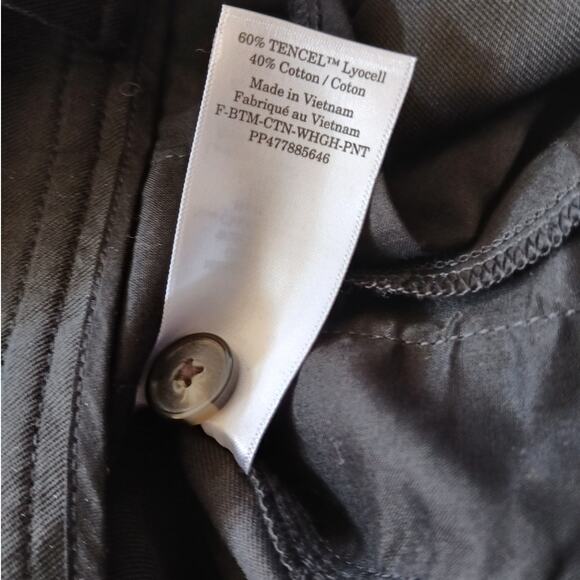 60% TENCEL™ Lyocell
40% Cotton / Coton
Made in Vietnam
Fabriqué au Vietnam
F-BTM-CTN-WHGH-PNT
PP477885646